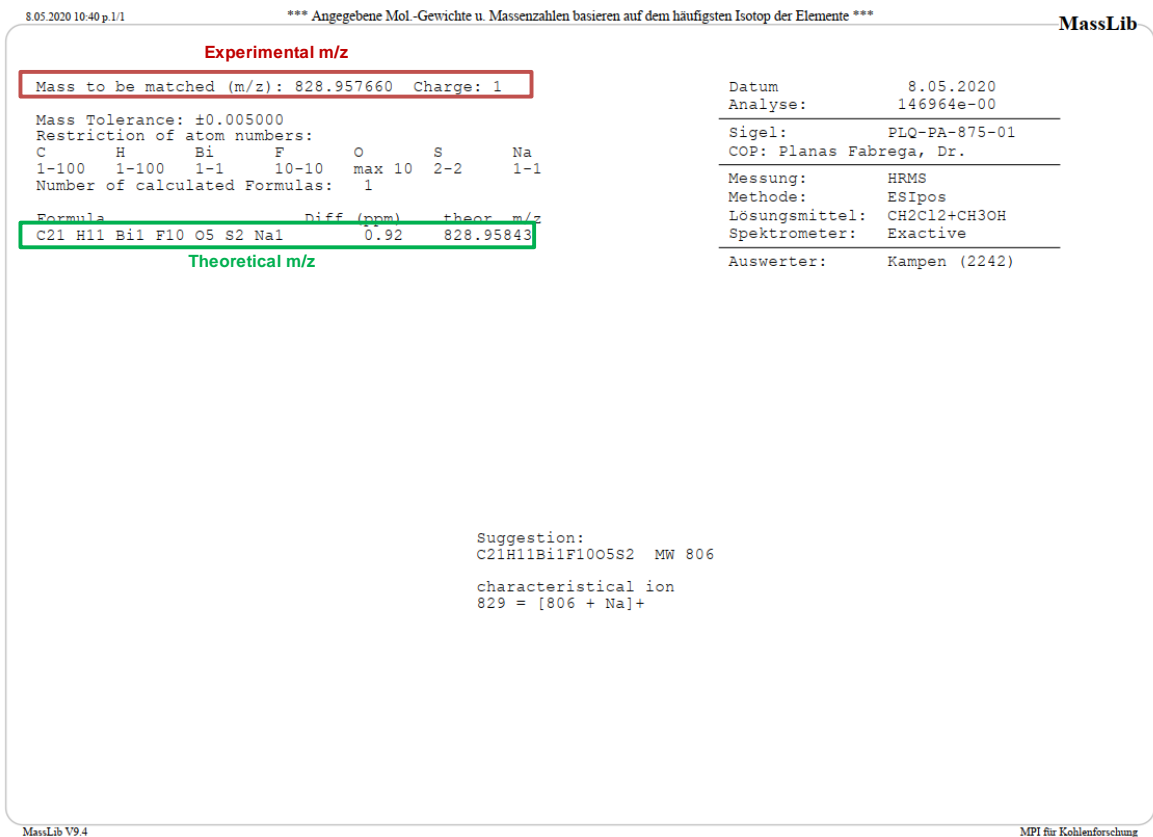 8.05.2020 10:40 p.1/1
*** Angegebene Mol.-Gewichte u. Massenzahlen basieren auf dem häufigsten Isotop der Elemente ***
MassLib
Experimental m/z
Mass to be matched (m/z): 828.957660 Charge: 1
Mass Tolerance: ±0.005000
Restriction of atom numbers:
C H Bi F O S Na
1-100 1-100 1-1 10-10 max 10 2-2 1-1
Number of calculated Formulas: 1
Formula Diff (ppm) theor. m/z
C21 H11 Bi1 F10 O5 S2 Na1 0.92 828.95843
Theoretical m/z
Datum 8.05.2020
Analyse: 146964e-00
Sigel: PLQ-PA-875-01
COP: Planas Fabrega, Dr.
Messung: HRMS
Methode: ESIpos
Lösungsmittel: CH2Cl2+CH3OH
Spektrometer: Exactive
Auswerter: Kampen (2242)
Suggestion:
C21H11Bi1F10O5S2 MW 806
characteristical ion
829 = [806 + Na]+
MassLib V9.4
MPI für Kohlenforschung